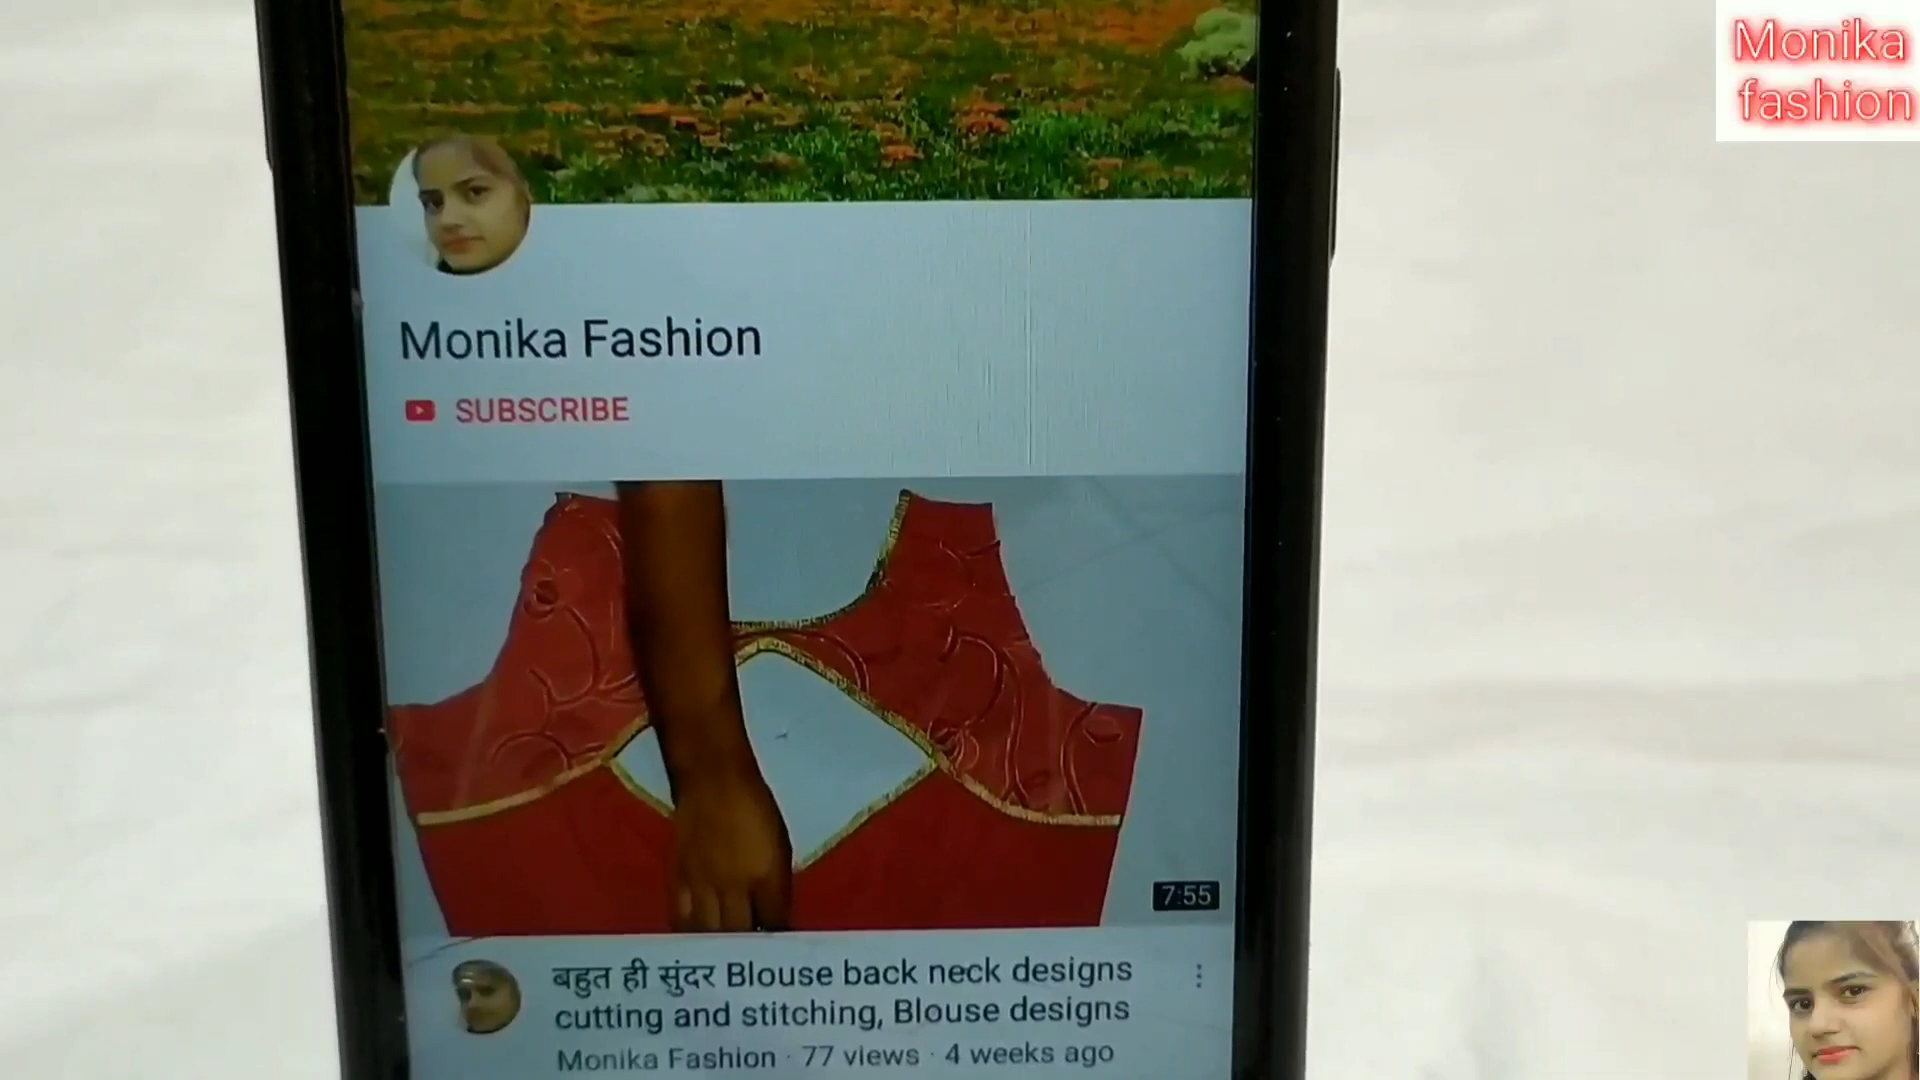 Monika
fashion
Monika Fashion
SUBSCRIBE
7:55
बहुत ही सुंदर Blouse back neck designs
cutting and stitching, Blouse designs
Monika Fashion · 77 views · 4 weeks ago